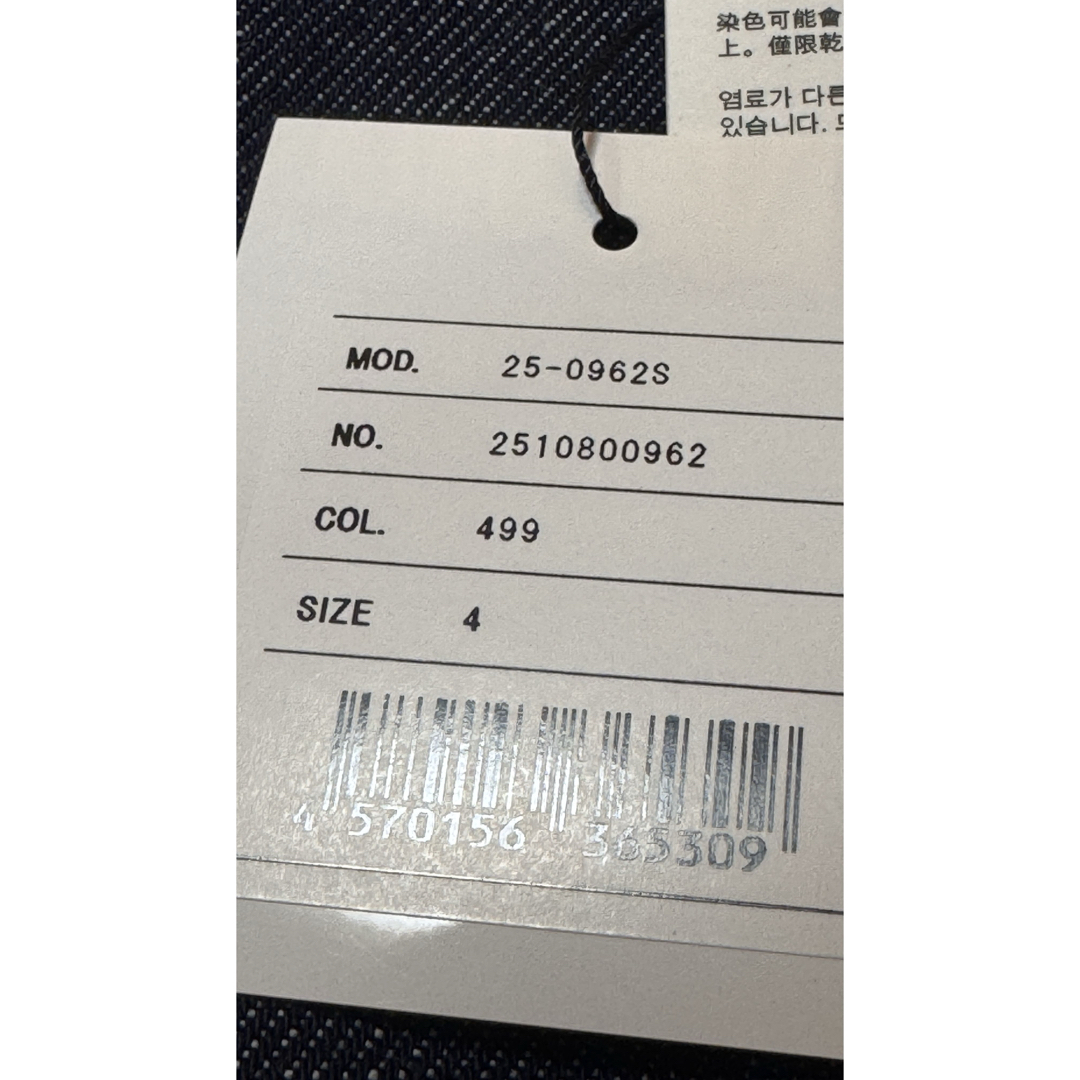 染色可能會
上。僅限乾
염료가 다른
있습니다.
MOD. 25-0962S
NO. 2510800962
COL. 499
SIZE 4
4 570156 365309